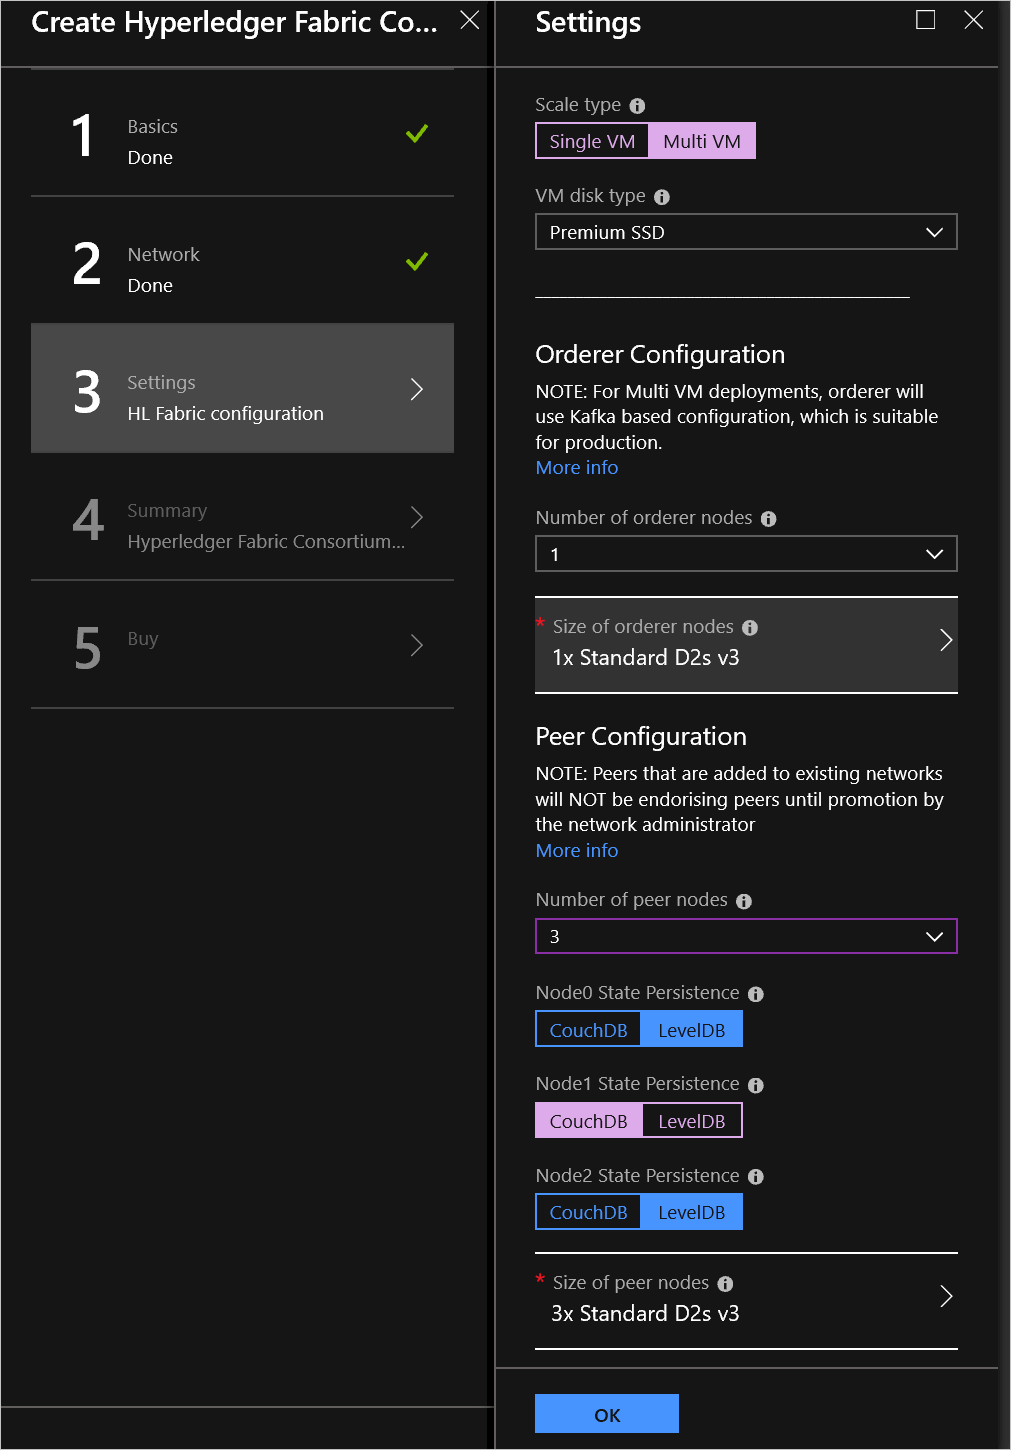 Create Hyperledger Fabric Co...
1
Basics
Done
2
Network
Done
3
Settings
HL Fabric configuration
4
Summary
Hyperledger Fabric Consortium...
5
Buy
Settings
Scale type
Single VM Multi VM
VM disk type
Premium SSD
Orderer Configuration
NOTE: For Multi VM deployments, orderer will
use Kafka based configuration, which is suitable
for production.
More info
Number of orderer nodes
1
* Size of orderer nodes
1x Standard D2s v3
Peer Configuration
NOTE: Peers that are added to existing networks
will NOT be endorising peers until promotion by
the network administrator
More info
Number of peer nodes
3
Node0 State Persistence
CouchDB LevelDB
Node1 State Persistence
CouchDB LevelDB
Node2 State Persistence
CouchDB LevelDB
* Size of peer nodes
3x Standard D2s v3
OK